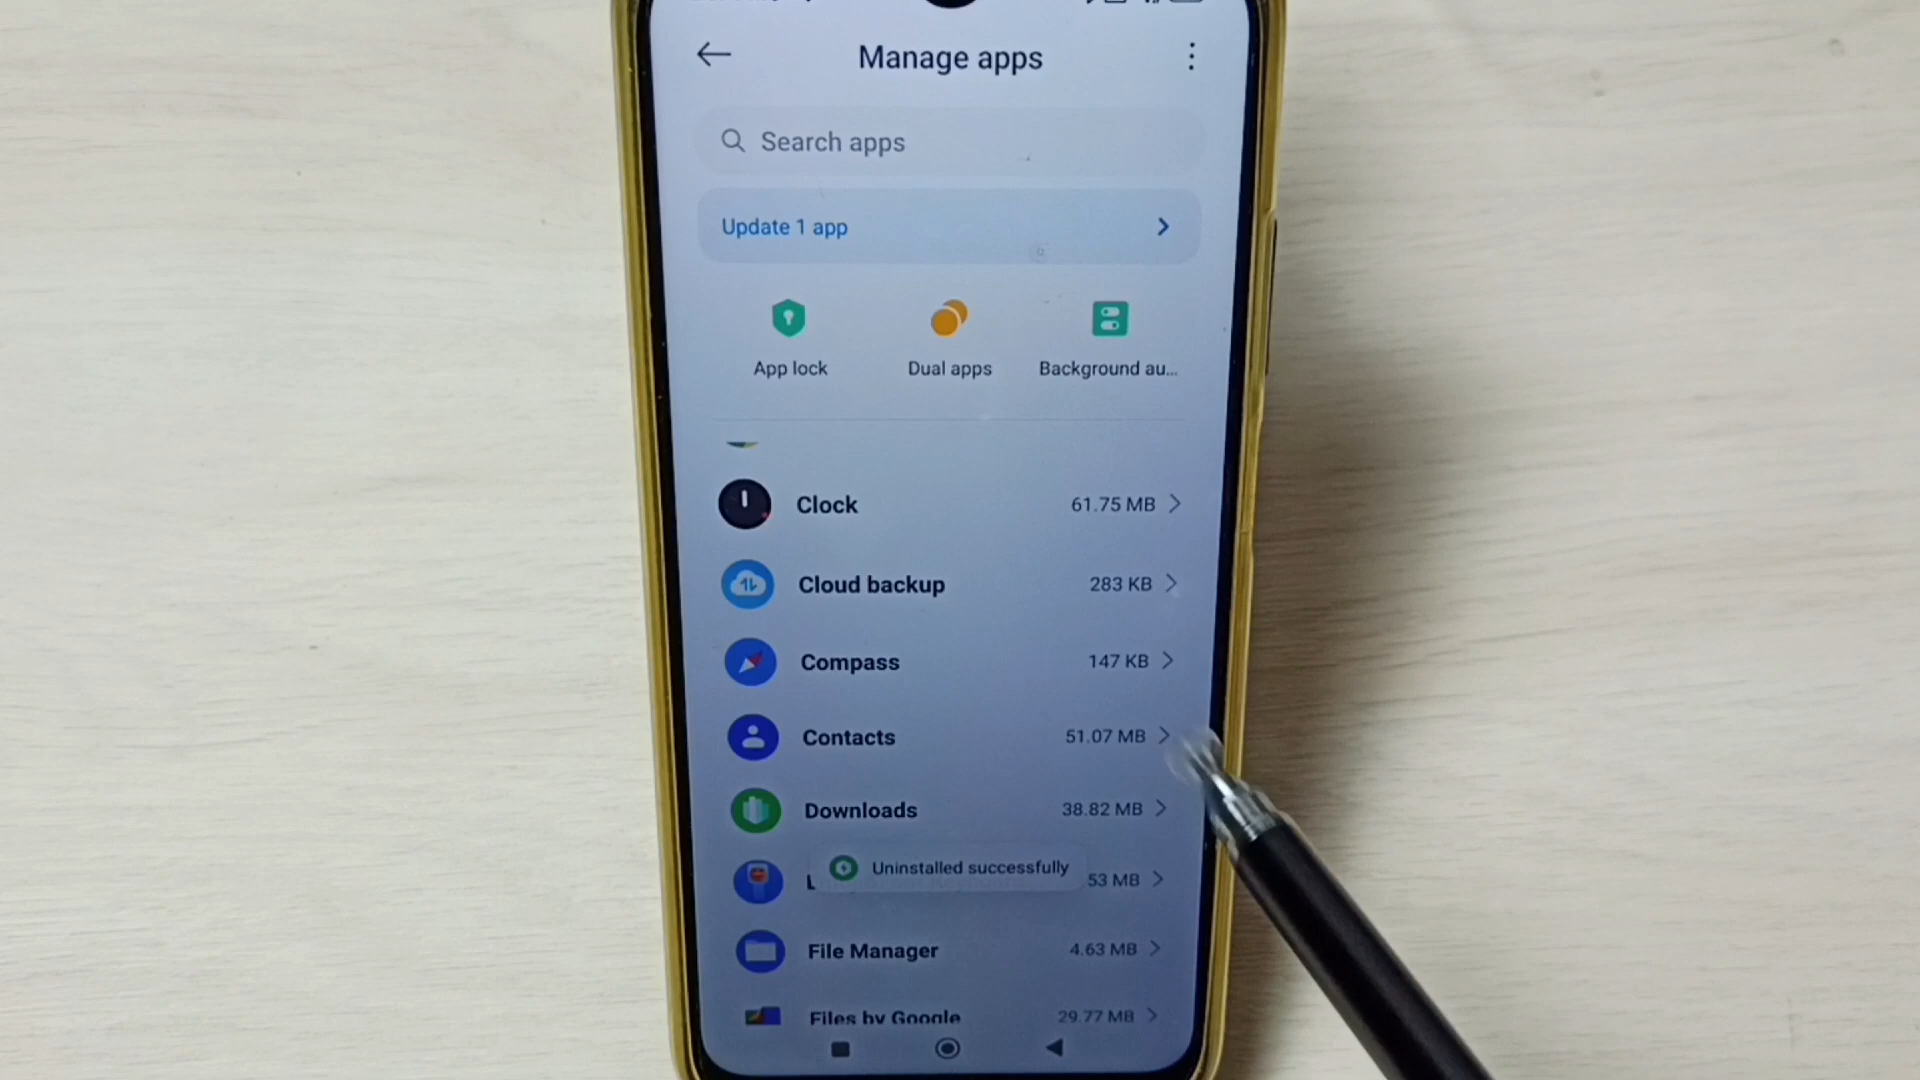 Manage apps
Search apps
Update 1 app
App lock
Dual apps
Background au...
Clock
61.75 MB
Cloud backup
283 KB
Compass
147 KB
Contacts
51.07 MB
Downloads
38.82 MB
Uninstalled successfully
53 MB
File Manager
4.63 MB
Files by Google
29.77 MB